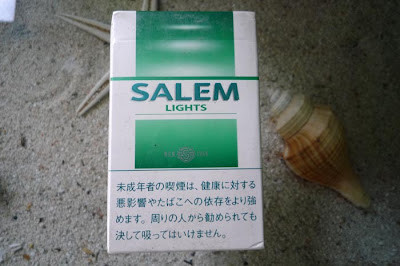 SALEM
LIGHTS
未成年者の喫煙は、健康に対する
悪影響やたばこへの依存をより強
めます。周りの人から勧められても
決して吸ってはいけません。